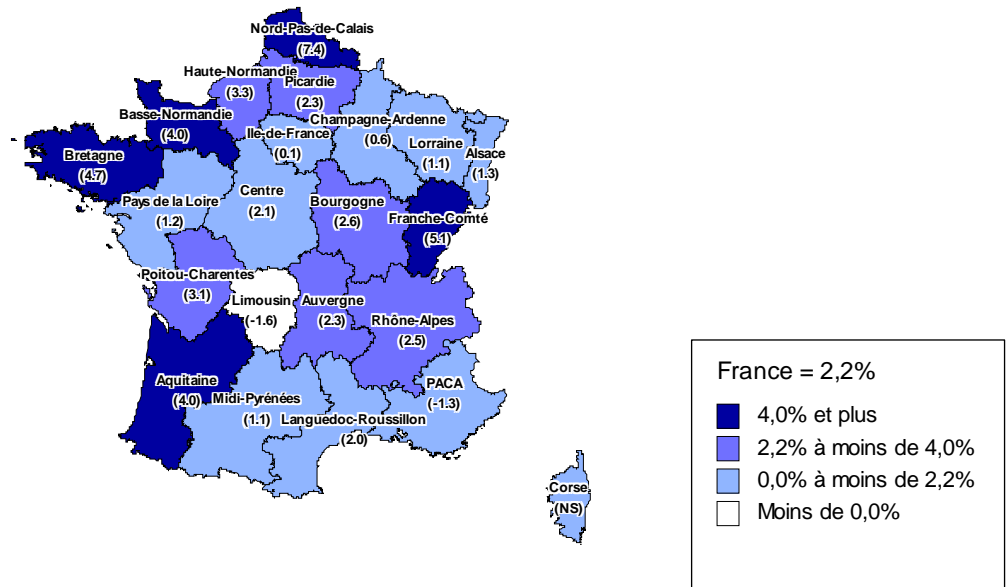 Nord-Pas-de-Calais
(7.4)
Haute-Normandie
(3.3)
Picardie
(2.3)
Basse-Normandie
(4.0)
Champagne-Ardenne
(0.6)
Ile-de-France
(0.1)
Lorraine
(1.1)
Alsace
(1.3)
Bretagne
(4.7)
Pays de la Loire
(1.2)
Centre
(2.1)
Bourgogne
(2.6)
Franche-Comté
(5.1)
Poitou-Charentes
(3.1)
Limousin
(-1.6)
Auvergne
(2.3)
Rhône-Alpes
(2.5)
Aquitaine
(4.0)
Midi-Pyrénées
(1.1)
Languedoc-Roussillon
(2.0)
PACA
(-1.3)
Corse
(NS)
France = 2,2%
4,0% et plus
2,2% à moins de 4,0%
0,0% à moins de 2,2%
Moins de 0,0%